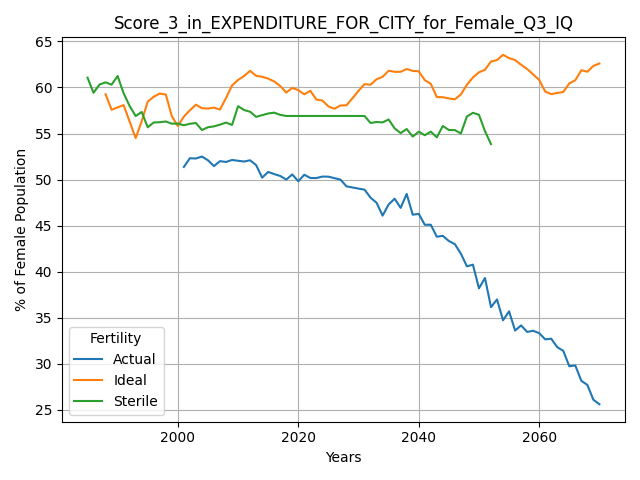 Score_3_in_EXPENDITURE_FOR_CITY_for_Female_Q3_IQ
65
60
55
50
45
40
35
30
25
% of Female Population
Fertility
Actual
Ideal
Sterile
2000 2020 2040 2060
Years